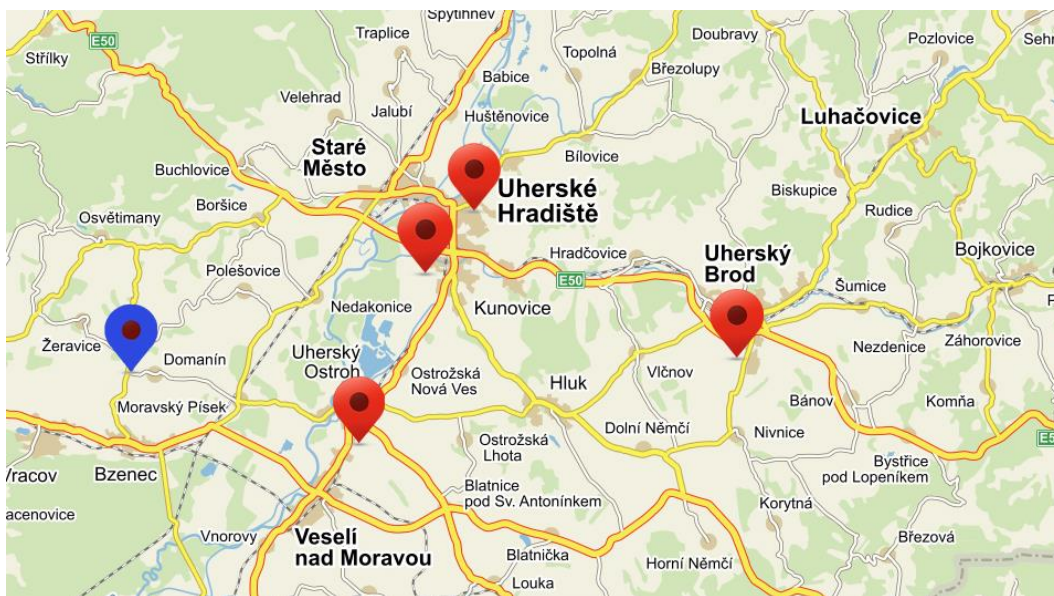 Spytihněv
E50
Traplice
Topolná
Doubravy
Pozlovice
Střílky
Babice
Březolupy
Velehrad
Jalubí
Huštěnovice
Luhačovice
Staré
Město
Bílovice
Buchlovice
Uherské
Hradiště
Biskupice
Osvětimany
Boršice
Rudice
Polešovice
Hradčovice
Uherský
Brod
Bojkovice
E50
Šumice
Nedakonice
Kunovice
Žeravice
Domanín
Uherský
Ostroh
Ostrožská
Nová Ves
Vlčnov
Nezdenice
Záhorovice
Hluk
Moravský Písek
Bánov
Komňa
Dolní Němčí
Nivnice
Ostrožská
Lhota
Vracov
Bzenec
Bystřice
pod Lopeníkem
Blatnice
pod Sv. Antonínkem
Korytná
Vnorovy
Veselí
nad Moravou
Březová
Blatnička
Horní Němčí
Louka